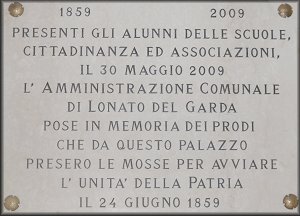 1859 2009
PRESENTI GLI ALUNNI DELLE SCUOLE,
CITTADINANZA ED ASSOCIAZIONI,
IL 30 MAGGIO 2009
L' AMMINISTRAZIONE COMUNALE
DI LONATO DEL GARDA
POSE IN MEMORIA DEI PRODI
CHE DA QUESTO PALAZZO
PRESERO LE MOSSE PER AVVIARE
L' UNITA' DELLA PATRIA
IL 24 GIUGNO 1859